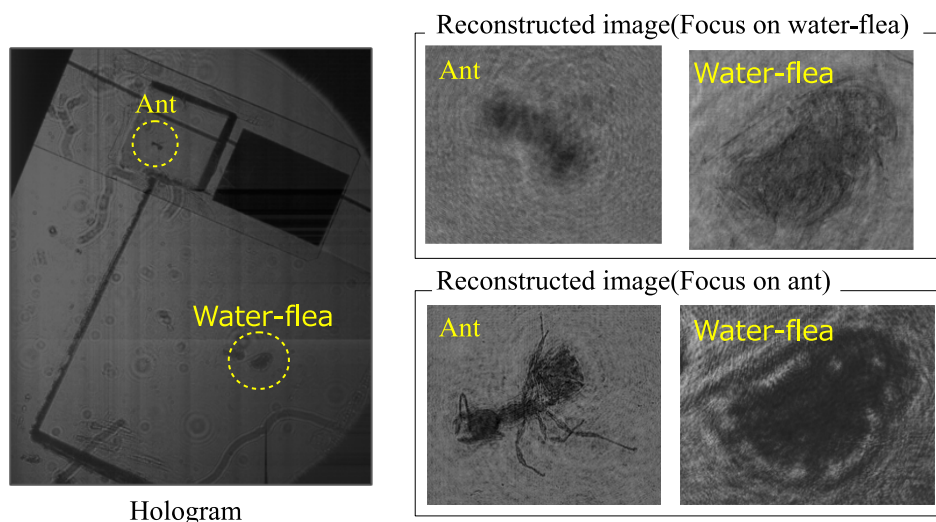 Ant
Water-flea
Hologram
Reconstructed image(Focus on water-flea)
Ant
Water-flea
Reconstructed image(Focus on ant)
Ant
Water-flea